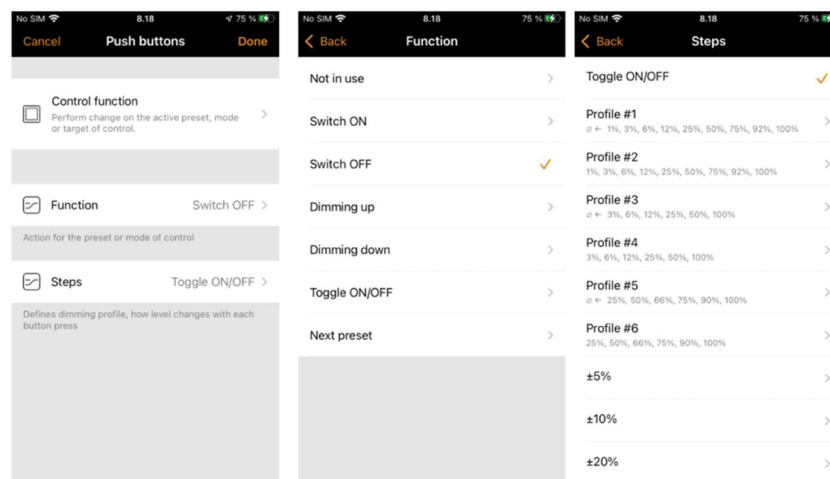 No SIM 8.18 75 %
Cancel Push buttons Done
Control function
Perform change on the active preset, mode
or target of control.
Function Switch OFF
Action for the preset or mode of control
Steps Toggle ON/OFF
Defines dimming profile, how level changes with each
button press
No SIM 8.18 75 %
Back Function
Not in use
Switch ON
Switch OFF
Dimming up
Dimming down
Toggle ON/OFF
Next preset
No SIM 8.18 75 %
Back Steps
Toggle ON/OFF
Profile #1
⌀ ← 1%, 3%, 6%, 12%, 25%, 50%, 75%, 92%, 100%
Profile #2
1%, 3%, 6%, 12%, 25%, 50%, 75%, 92%, 100%
Profile #3
⌀ ← 3%, 6%, 12%, 25%, 50%, 100%
Profile #4
3%, 6%, 12%, 25%, 50%, 100%
Profile #5
⌀ ← 25%, 50%, 66%, 75%, 90%, 100%
Profile #6
25%, 50%, 66%, 75%, 90%, 100%
±5%
±10%
±20%